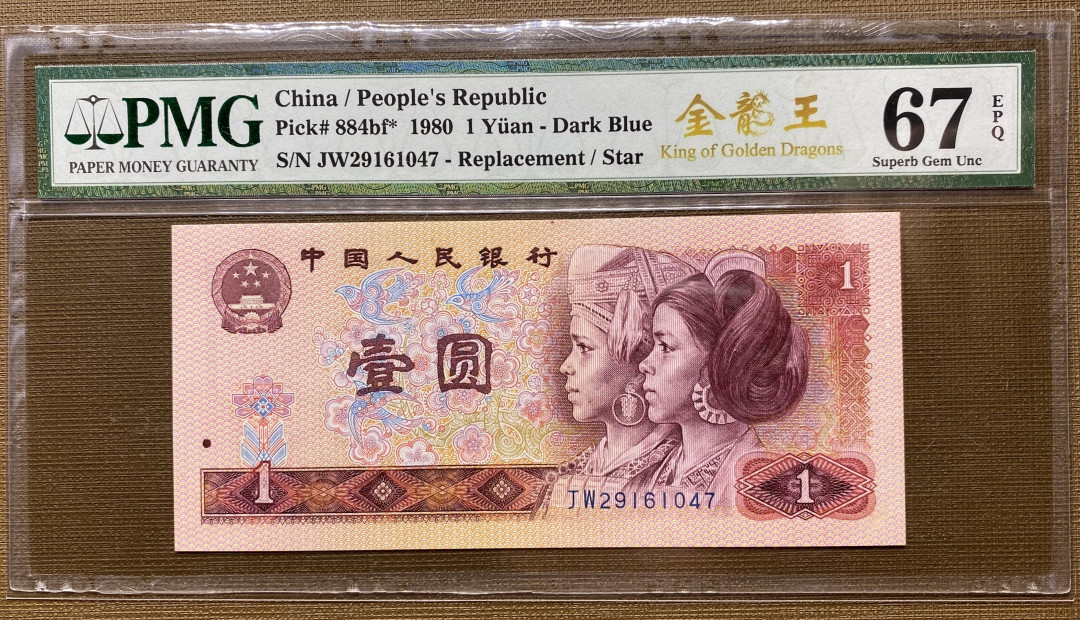 PMG
PAPER MONEY GUARANTY
China / People's Republic
Pick# 884bf* 1980 1 Yüan - Dark Blue
S/N JW29161047 - Replacement / Star
金龍王
King of Golden Dragons
67
EPQ
Superb Gem Unc
中国人民银行
1
壹圆
1
JW29161047
1